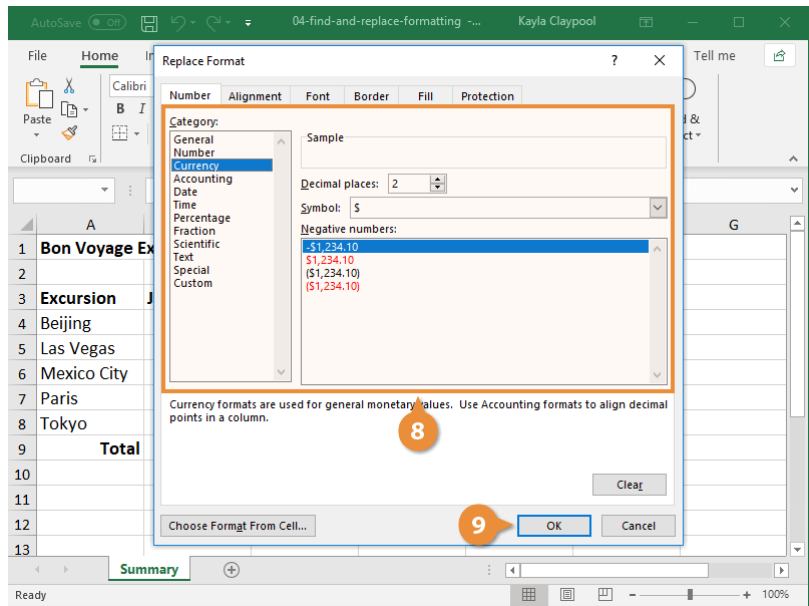 AutoSave Off 04-find-and-replace-formatting -... Kayla Claypool
File Home In Tell me
Replace Format ? ×
Number Alignment Font Border Fill Protection
Paste
Clipboard
Calibri
B I
d &
ct
Category:
General
Number
Currency
Accounting
Date
Time
Percentage
Fraction
Scientific
Text
Special
Custom
Sample
Decimal places: 2
Symbol: $
Negative numbers:
-$1,234.10
$1,234.10
($1,234.10)
($1,234.10)
8
Currency formats are used for general monetary values. Use Accounting formats to align decimal
points in a column.
Clear
Choose Format From Cell...
9
OK
Cancel
A G
1 Bon Voyage Ex
2
3 Excursion J
4 Beijing
5 Las Vegas
6 Mexico City
7 Paris
8 Tokyo
9 Total
10
11
12
13
Summary
Ready 100%